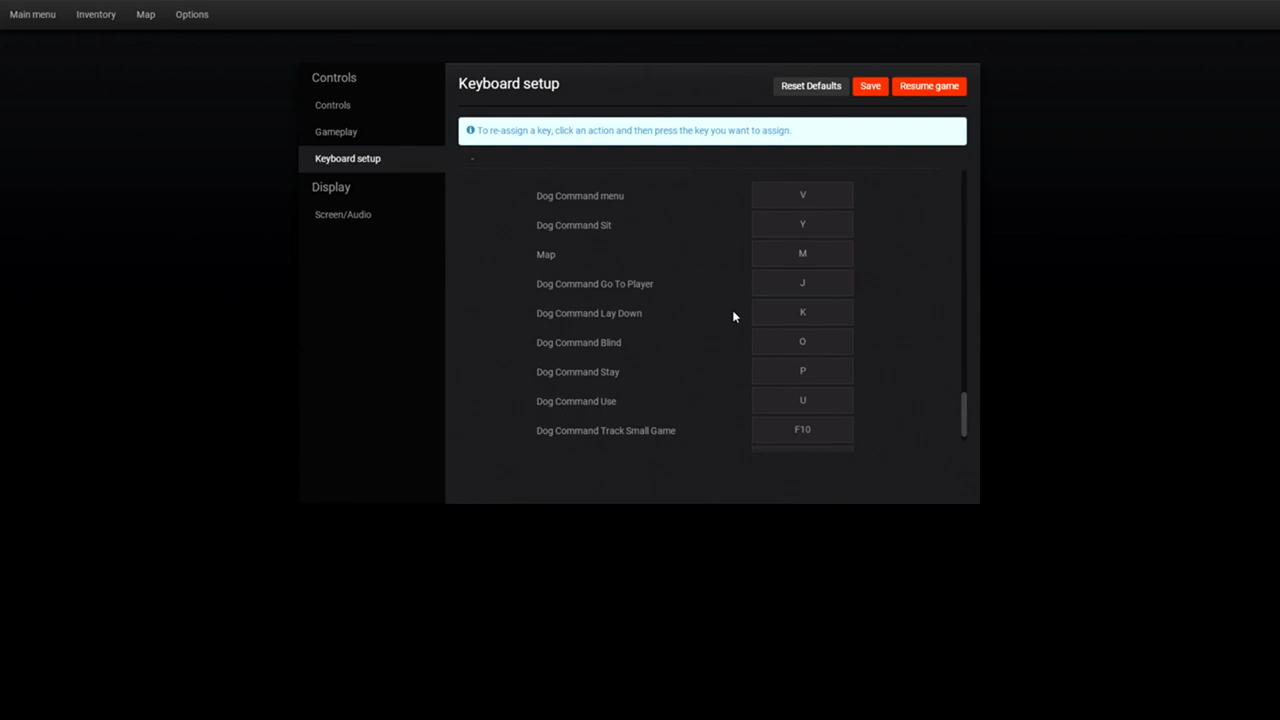 Main menu Inventory Map Options
Controls
Controls
Gameplay
Keyboard setup
Display
Screen/Audio
Keyboard setup
Reset Defaults Save Resume game
To re-assign a key, click an action and then press the key you want to assign.
-
Dog Command menu V
Dog Command Sit Y
Map M
Dog Command Go To Player J
Dog Command Lay Down K
Dog Command Blind O
Dog Command Stay P
Dog Command Use U
Dog Command Track Small Game F10